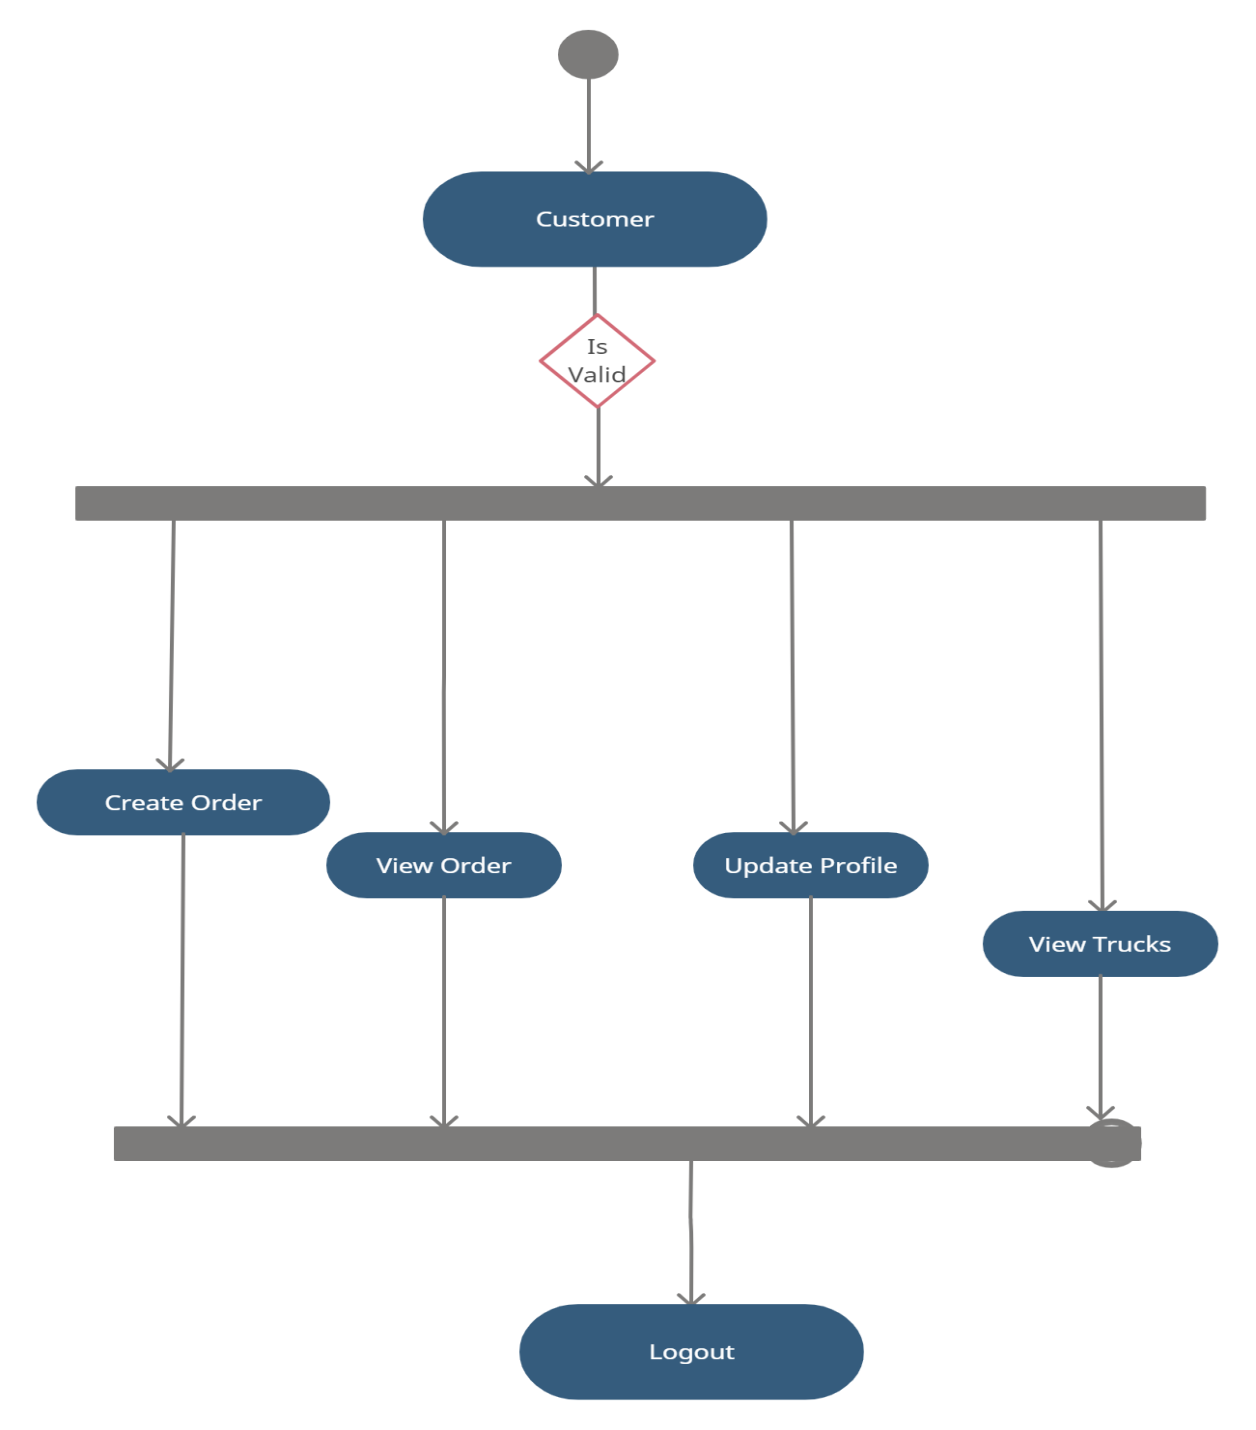 Customer
Is
Valid
Create Order
View Order
Update Profile
View Trucks
Logout